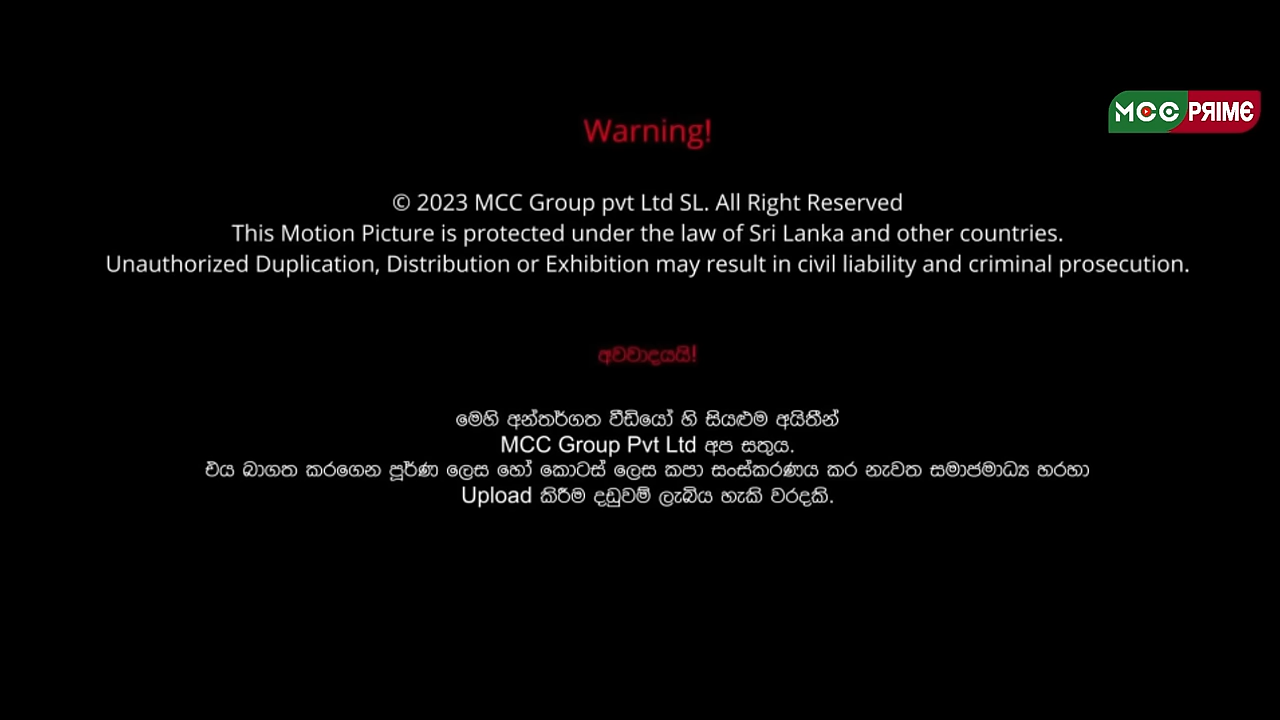 MCC PRIME
Warning!
© 2023 MCC Group pvt Ltd SL. All Right Reserved
This Motion Picture is protected under the law of Sri Lanka and other countries.
Unauthorized Duplication, Distribution or Exhibition may result in civil liability and criminal prosecution.
අවවාදයයි!
මෙහි අන්තර්ගත වීඩියෝ හි සියළුම අයිතීන්
MCC Group Pvt Ltd අප සතුය.
එය බාගත කරගෙන පූර්ණ ලෙස හෝ කොටස් ලෙස කපා සංස්කරණය කර නැවත සමාජමාධ්‍ය හරහා
Upload කිරීම දඩුවම් ලැබිය හැකි වරදකි.